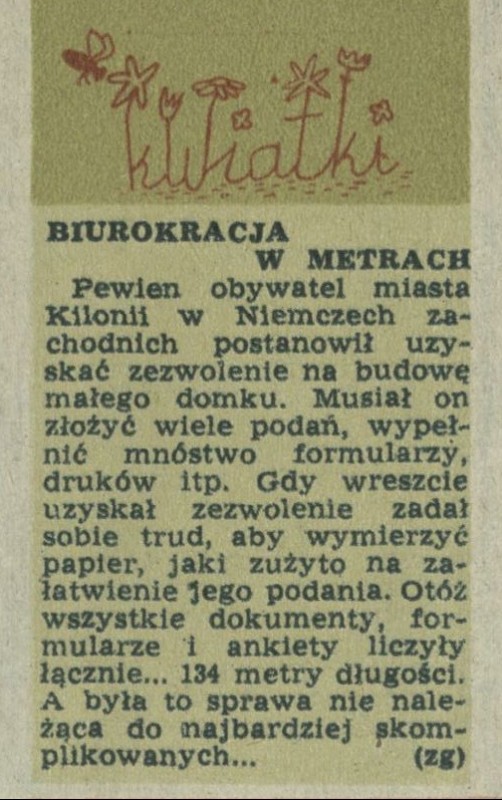 kwiatki
BIUROKRACJA
W METRACH
Pewien obywatel miasta
Kilonii w Niemczech za-
chodnich postanowił uzy-
skać zezwolenie na budowę
małego domku. Musiał on
złożyć wiele podań, wypeł-
nić mnóstwo formularzy,
druków itp. Gdy wreszcie
uzyskał zezwolenie zadał
sobie trud, aby wymierzyć
papier, jaki zużyto na za-
łatwienie jego podania. Otóż
wszystkie dokumenty, for-
mularze i ankiety liczyły
łącznie... 134 metry długości.
A była to sprawa nie nale-
żąca do najbardziej skom-
plikowanych... (zg)